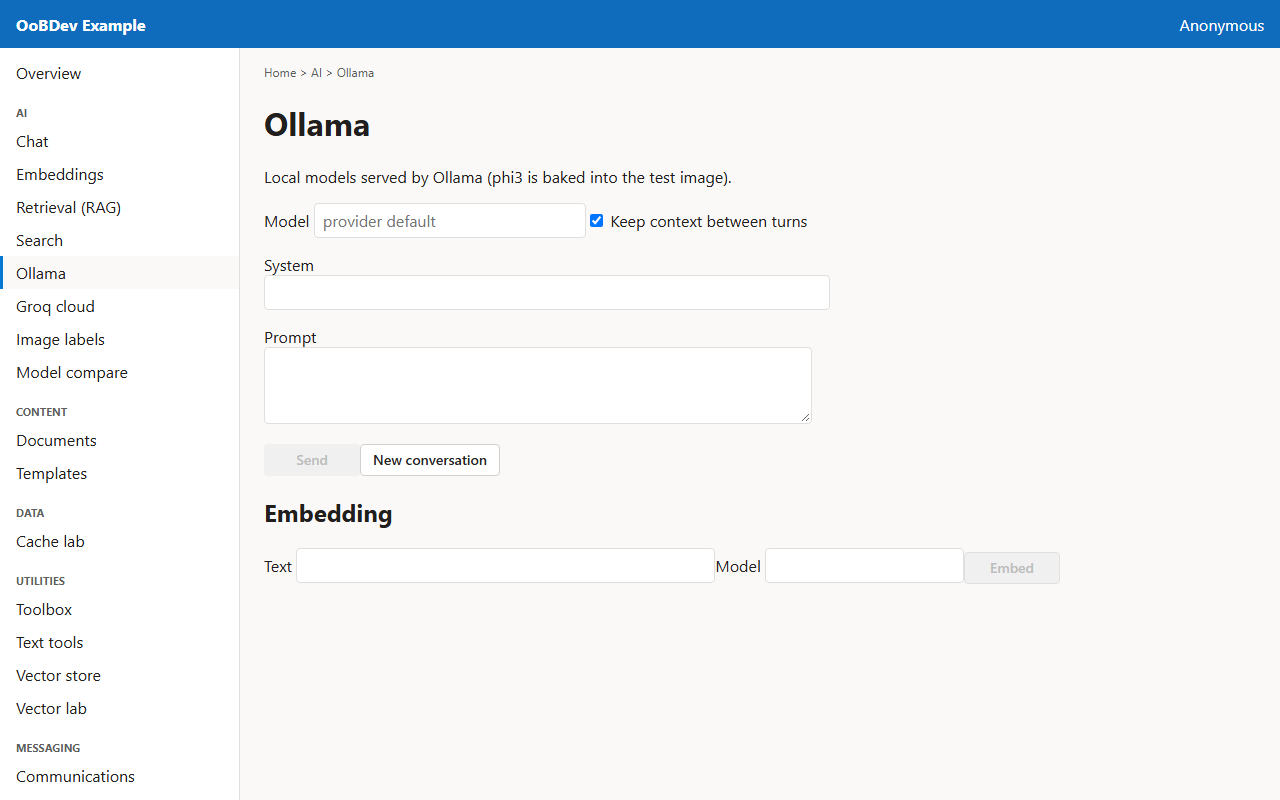 OoBDev Example
Anonymous
Overview
AI
Chat
Embeddings
Retrieval (RAG)
Search
Ollama
Groq cloud
Image labels
Model compare
CONTENT
Documents
Templates
DATA
Cache lab
UTILITIES
Toolbox
Text tools
Vector store
Vector lab
MESSAGING
Communications
Home > AI > Ollama
Ollama
Local models served by Ollama (phi3 is baked into the test image).
Model provider default Keep context between turns
System
Prompt
Send New conversation
Embedding
Text Model Embed